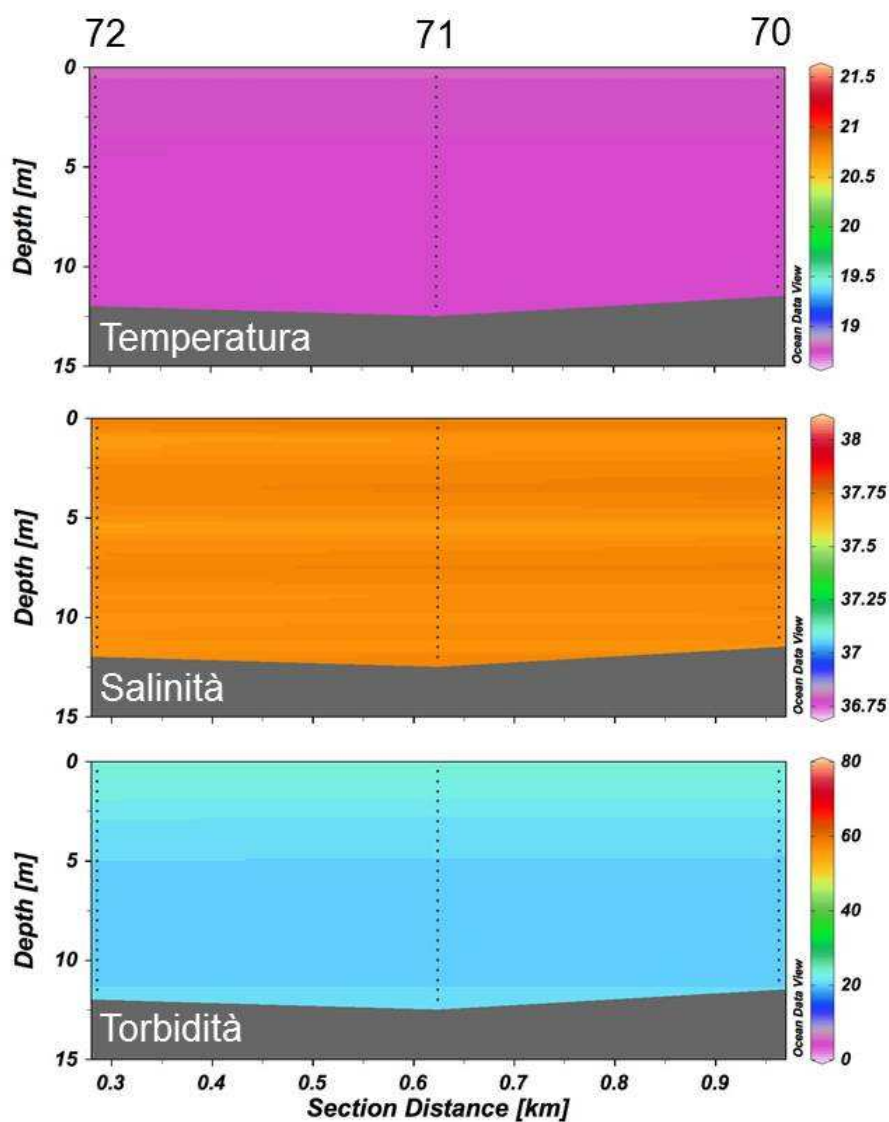 72 71 70
0
5
10
15
Depth [m]
Temperatura
21.5
21
20.5
20
19.5
19
Ocean Data View
0
5
10
15
Depth [m]
Salinità
38
37.75
37.5
37.25
37
36.75
Ocean Data View
0
5
10
15
Depth [m]
Torbidità
80
60
40
20
0
Ocean Data View
0.3 0.4 0.5 0.6 0.7 0.8 0.9
Section Distance [km]